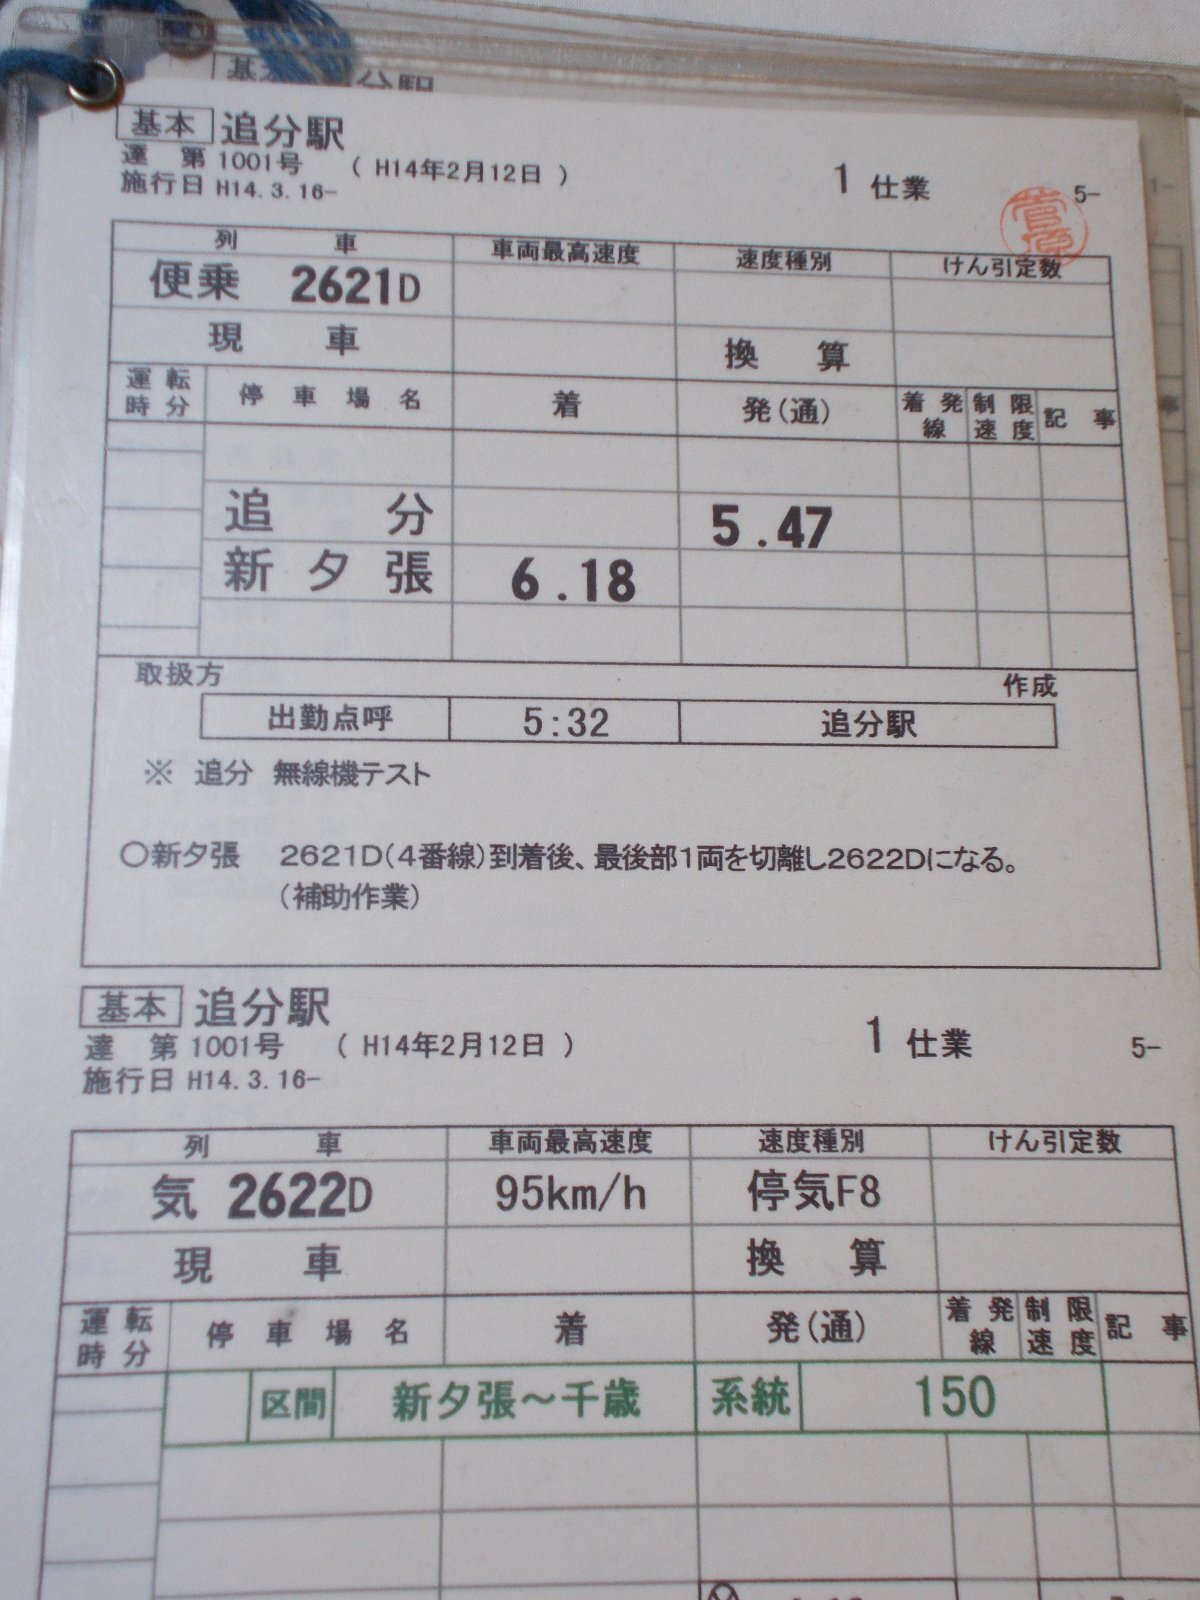 基本 追分駅
達 第 1001号 ( H14年2月12日 )
施行日 H14.3.16-
1 仕業 5-
列 車 車両最高速度 速度種別 けん引定数
便乗 2621D
現 車 換 算
運転時分 停車場名 着 発(通) 着発線 制限速度 記事
追 分 5.47
新夕張 6.18
取扱方 作成
出勤点呼 5:32 追分駅
※ 追分 無線機テスト
○新夕張 2621D(4番線)到着後、最後部1両を切離し2622Dになる。
(補助作業)
基本 追分駅
達 第 1001号 ( H14年2月12日 )
施行日 H14.3.16-
1 仕業 5-
列 車 車両最高速度 速度種別 けん引定数
気 2622D 95km/h 停気F8
現 車 換 算
運転時分 停車場名 着 発(通) 着発線 制限速度 記事
区間 新夕張~千歳 系統 150